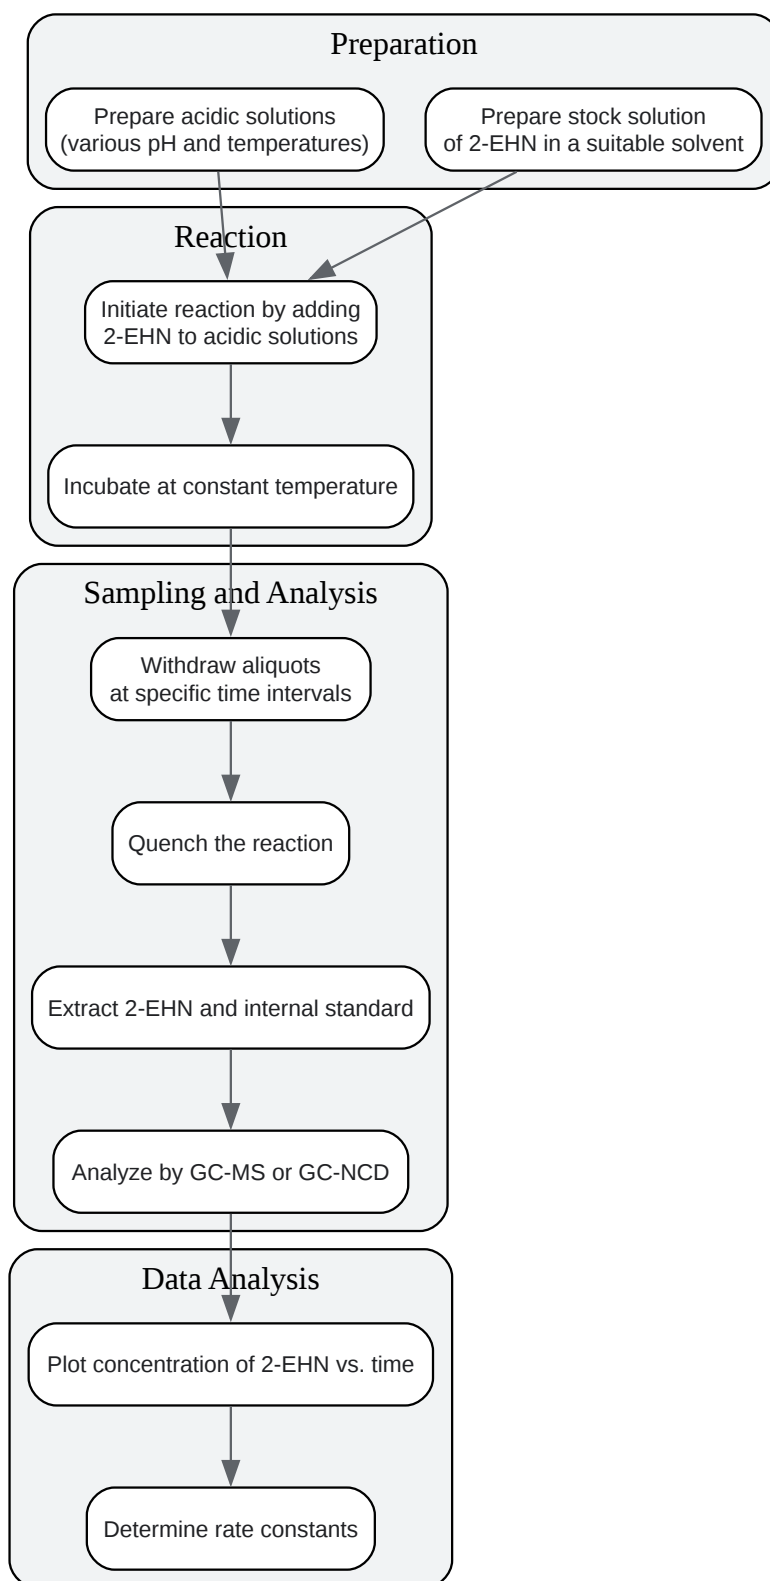 Preparation
Prepare acidic solutions
(various pH and temperatures)
Prepare stock solution
of 2-EHN in a suitable solvent
Reaction
Initiate reaction by adding
2-EHN to acidic solutions
Incubate at constant temperature
Sampling and Analysis
Withdraw aliquots
at specific time intervals
Quench the reaction
Extract 2-EHN and internal standard
Analyze by GC-MS or GC-NCD
Data Analysis
Plot concentration of 2-EHN vs. time
Determine rate constants